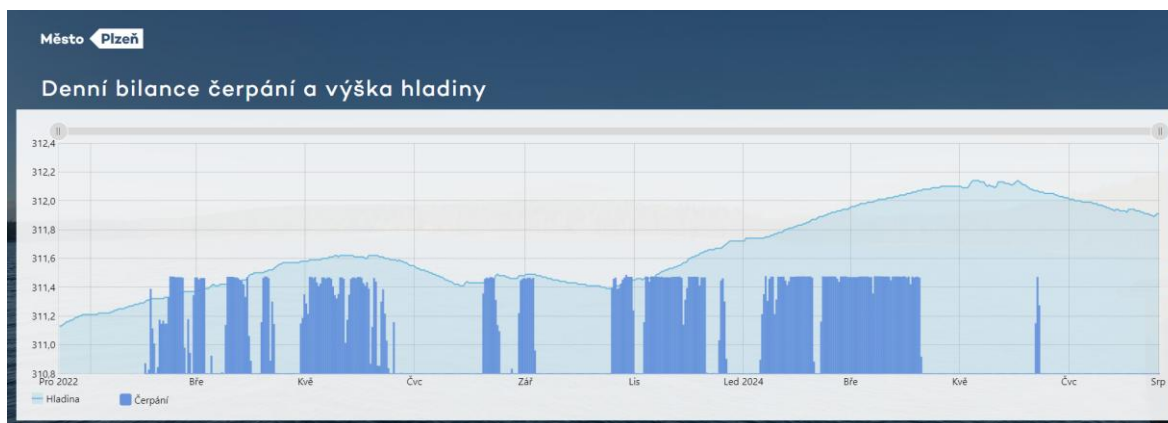 Město Plzeň
Denní bilance čerpání a výška hladiny
312,4
312,2
312,0
311,8
311,6
311,4
311,2
311,0
310,8
Pro 2022 Bře Kvě Čvc Zář Lis Led 2024 Bře Kvě Čvc Srp
Hladina Čerpání